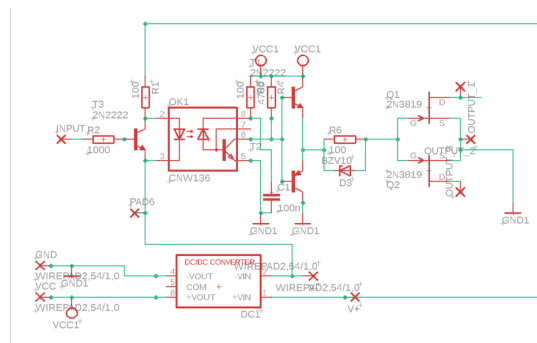 VCC1
VCC1
2N2222
100
R1
100
R4
OK1
T3
2N2222
INPUT
R2
1000
2
3
8
7
6
5
T2
CNW136
C1
100n
GND1
GND1
R6
100
BZV10
D3
Q1
2N3819
D
G
S
OUTPUT_1
G
S
D
2N3819
Q2
GND1
PAD6
GND
WIREPAD2,54/1,0
GND1
VCC
WIREPAD2,54/1,0
VCC1
DC/DC CONVERTER
4
-VOUT
-VIN
5
COM
6
+VOUT
+VIN
1
DC1
WIREPAD2,54/1,0
WIREPAD2,54/1,0
V+